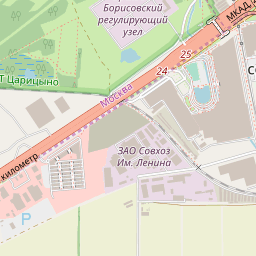 Борисовский
регулирующий
узел
МКАД,
25
24
Т Царицыно
Москва
километр
ЗАО Совхоз
Им. Ленина
P